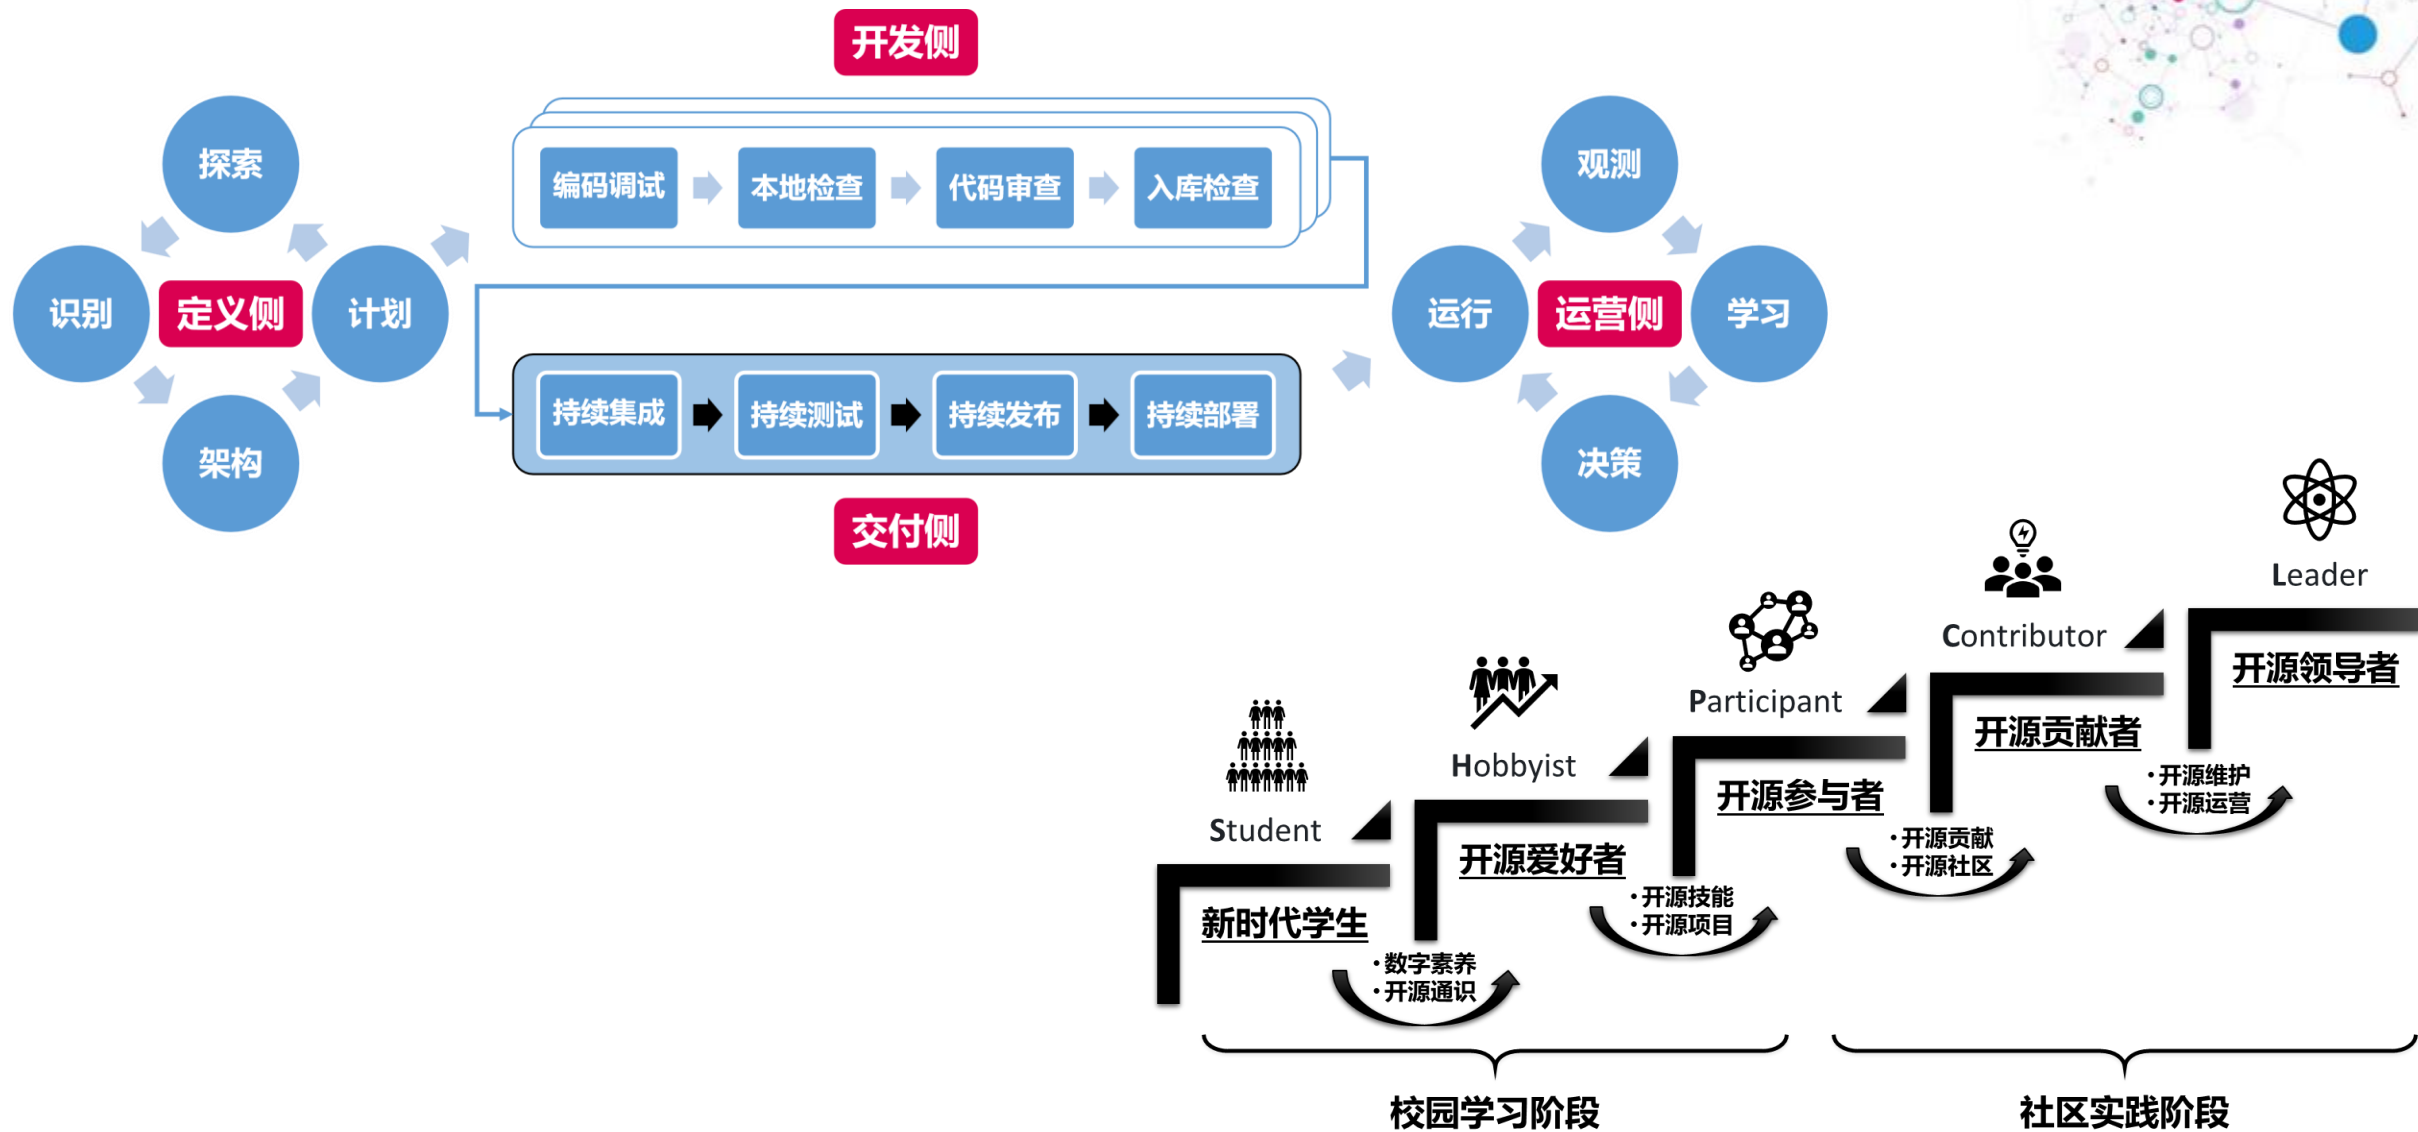 开发侧
探索
识别
定义侧
计划
架构
编码调试
本地检查
代码审查
入库检查
持续集成
持续测试
持续发布
持续部署
交付侧
观测
运行
运营侧
学习
决策
Student
新时代学生
·数字素养
·开源通识
Hobbyist
开源爱好者
·开源技能
·开源项目
Participant
开源参与者
·开源贡献
·开源社区
Contributor
开源贡献者
·开源维护
·开源运营
Leader
开源领导者
校园学习阶段
社区实践阶段